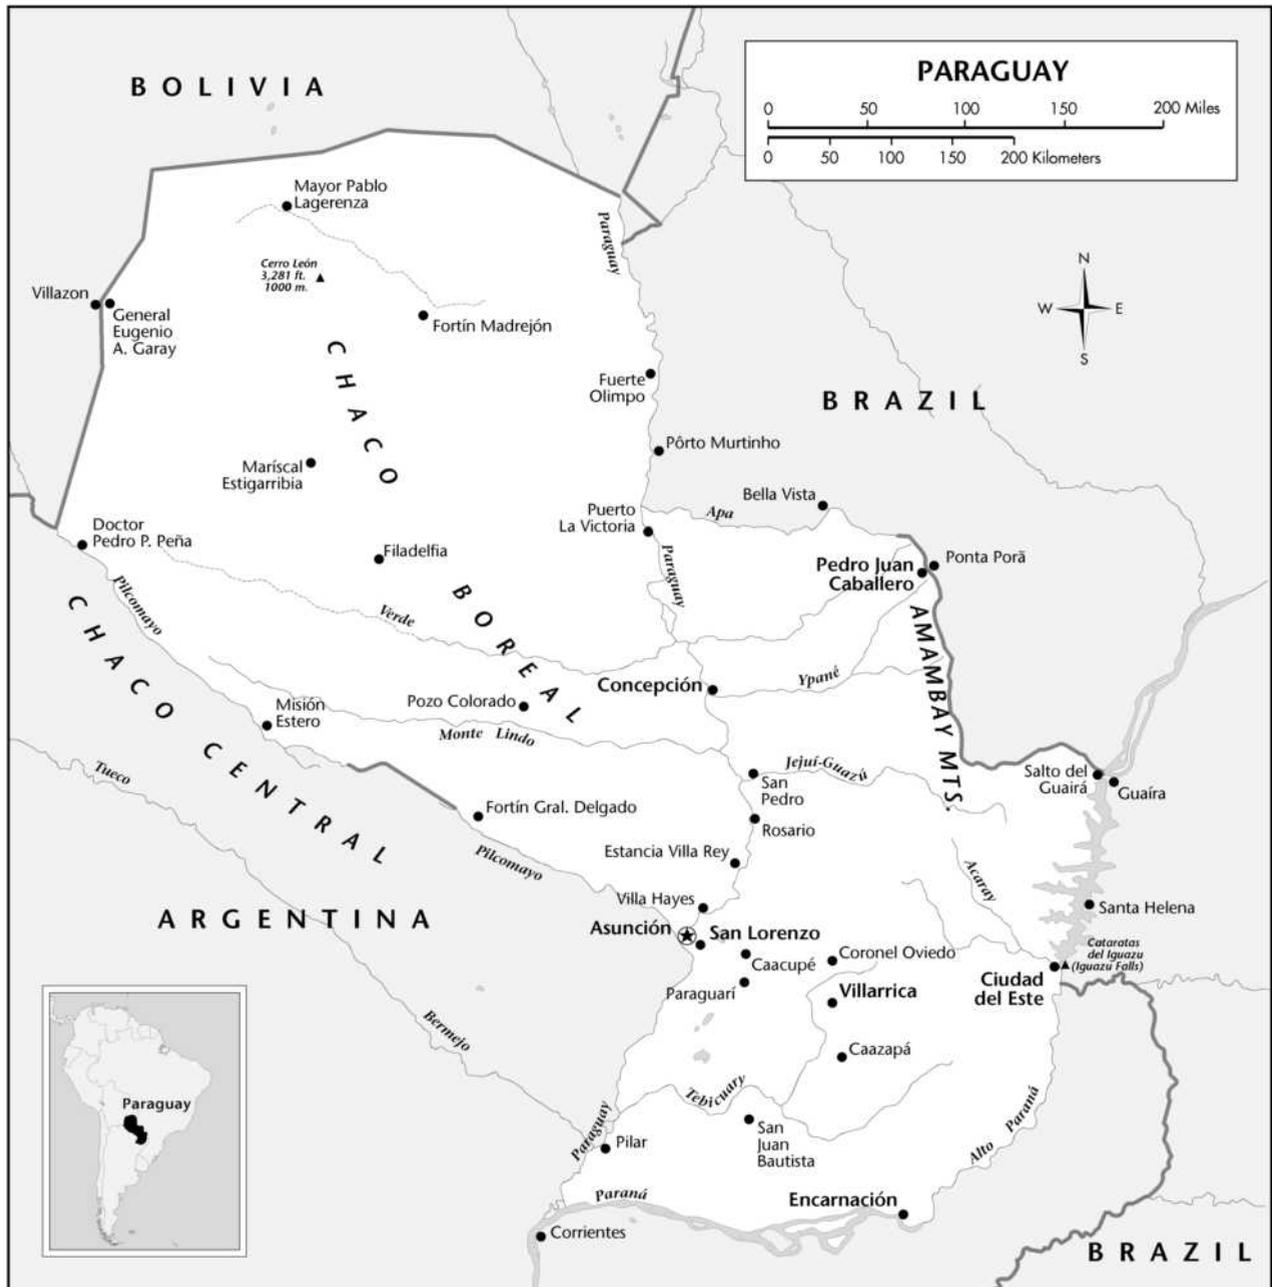 BOLIVIA
PARAGUAY
0 50 100 150 200 Miles
0 50 100 150 200 Kilometers
Mayor Pablo
Lagerenza
Paraguay
Cerro León
3,281 ft.
1000 m.
N
W E
S
Villazon
General
Eugenio
A. Garay
Fortín Madrejón
CHACO BOREAL
Fuerte
Olimpo
BRAZIL
Pôrto Murtinho
Maríscal
Estigarribia
Bella Vista
Puerto
La Victoria
Apa
Doctor
Pedro P. Peña
Filadelfia
Paraguay
Pedro Juan
Caballero
Ponta Porã
Pilcomayo
Verde
CHACO CENTRAL
AMAMBAY MTS.
Concepción
Ypané
Misión
Estero
Pozo Colorado
Monte Lindo
Tueco
Jejuí-Guazú
San
Pedro
Salto del
Guairá
Guaíra
Fortín Gral. Delgado
Rosario
Pilcomayo
Estancia Villa Rey
Acaray
Villa Hayes
Santa Helena
ARGENTINA
Asunción
San Lorenzo
Caacupé
Coronel Oviedo
Cataratas
del Iguazu
(Iguazu Falls)
Ciudad
del Este
Paraguarí
Villarrica
Bermejo
Caazapá
Paraguay
Tebicuary
Paraguay
Pilar
San
Juan
Bautista
Alto Paraná
Paraná
Encarnación
Corrientes
BRAZIL